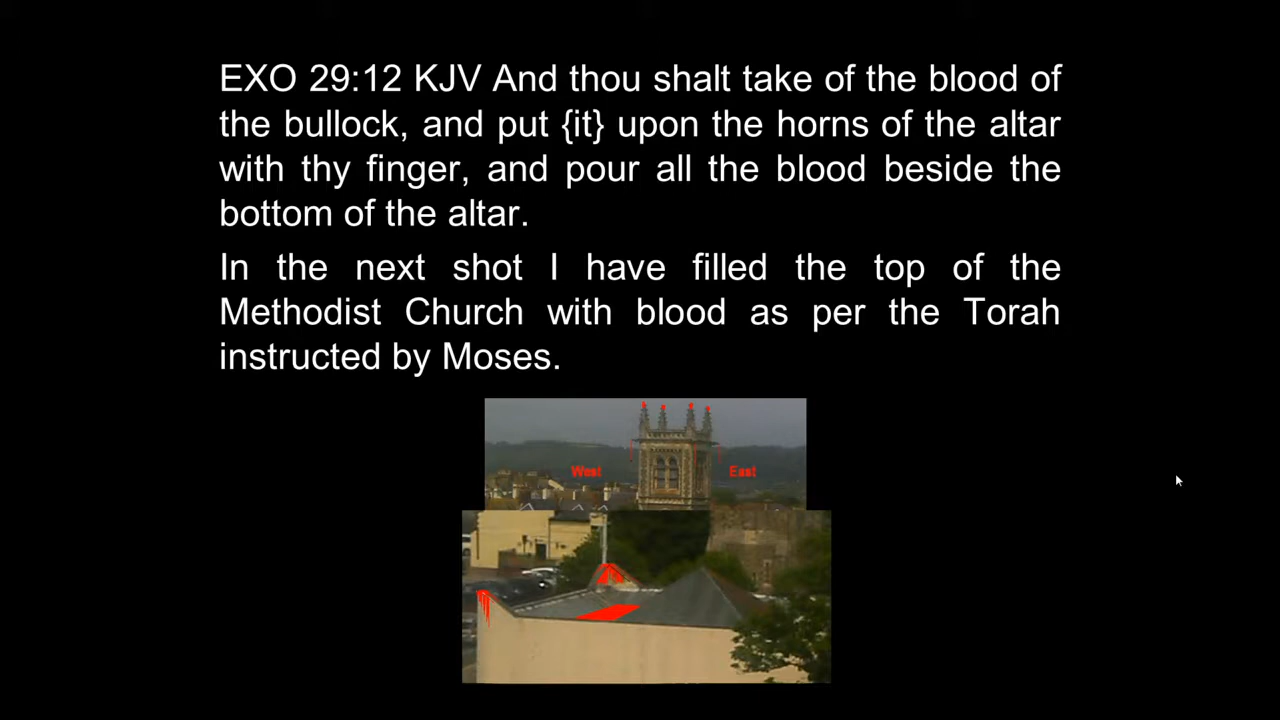 EXO 29:12 KJV And thou shalt take of the blood of
the bullock, and put {it} upon the horns of the altar
with thy finger, and pour all the blood beside the
bottom of the altar.
In the next shot I have filled the top of the
Methodist Church with blood as per the Torah
instructed by Moses.
West East